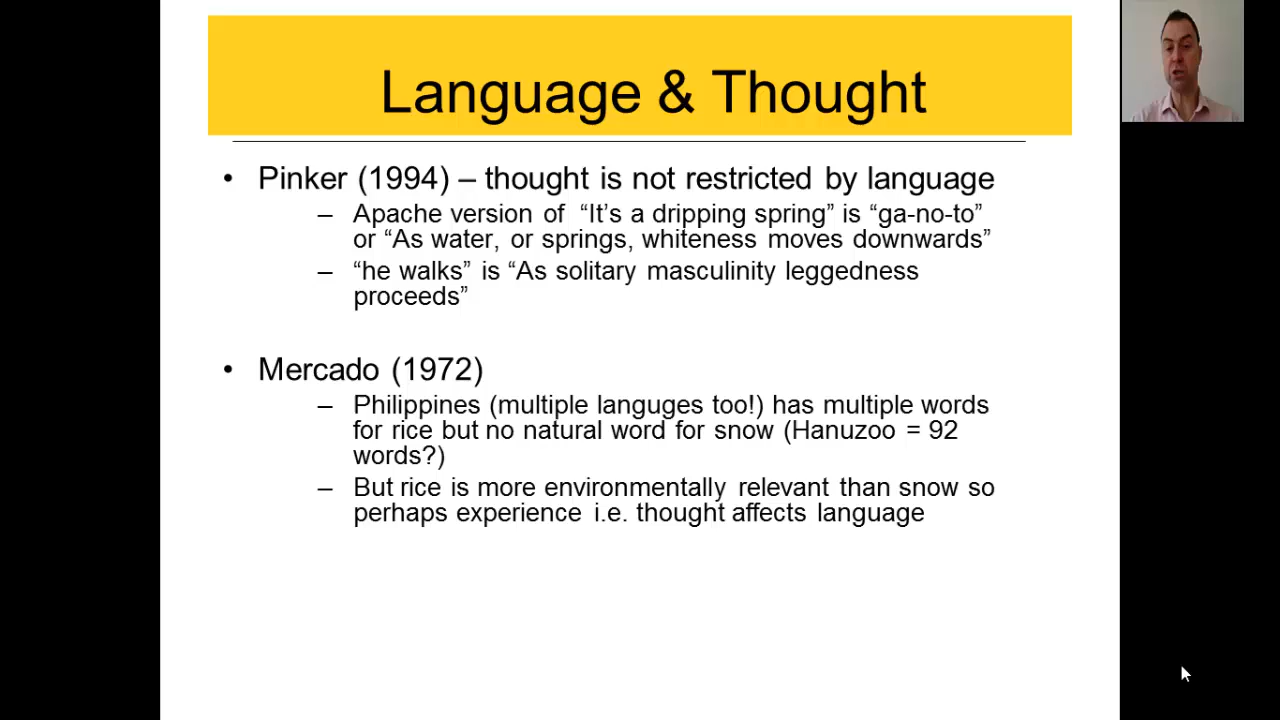 Language & Thought
• Pinker (1994) – thought is not restricted by language
– Apache version of “It’s a dripping spring” is “ga-no-to”
or “As water, or springs, whiteness moves downwards”
– “he walks” is “As solitary masculinity leggedness
proceeds”
• Mercado (1972)
– Philippines (multiple languges too!) has multiple words
for rice but no natural word for snow (Hanuzoo = 92
words?)
– But rice is more environmentally relevant than snow so
perhaps experience i.e. thought affects language